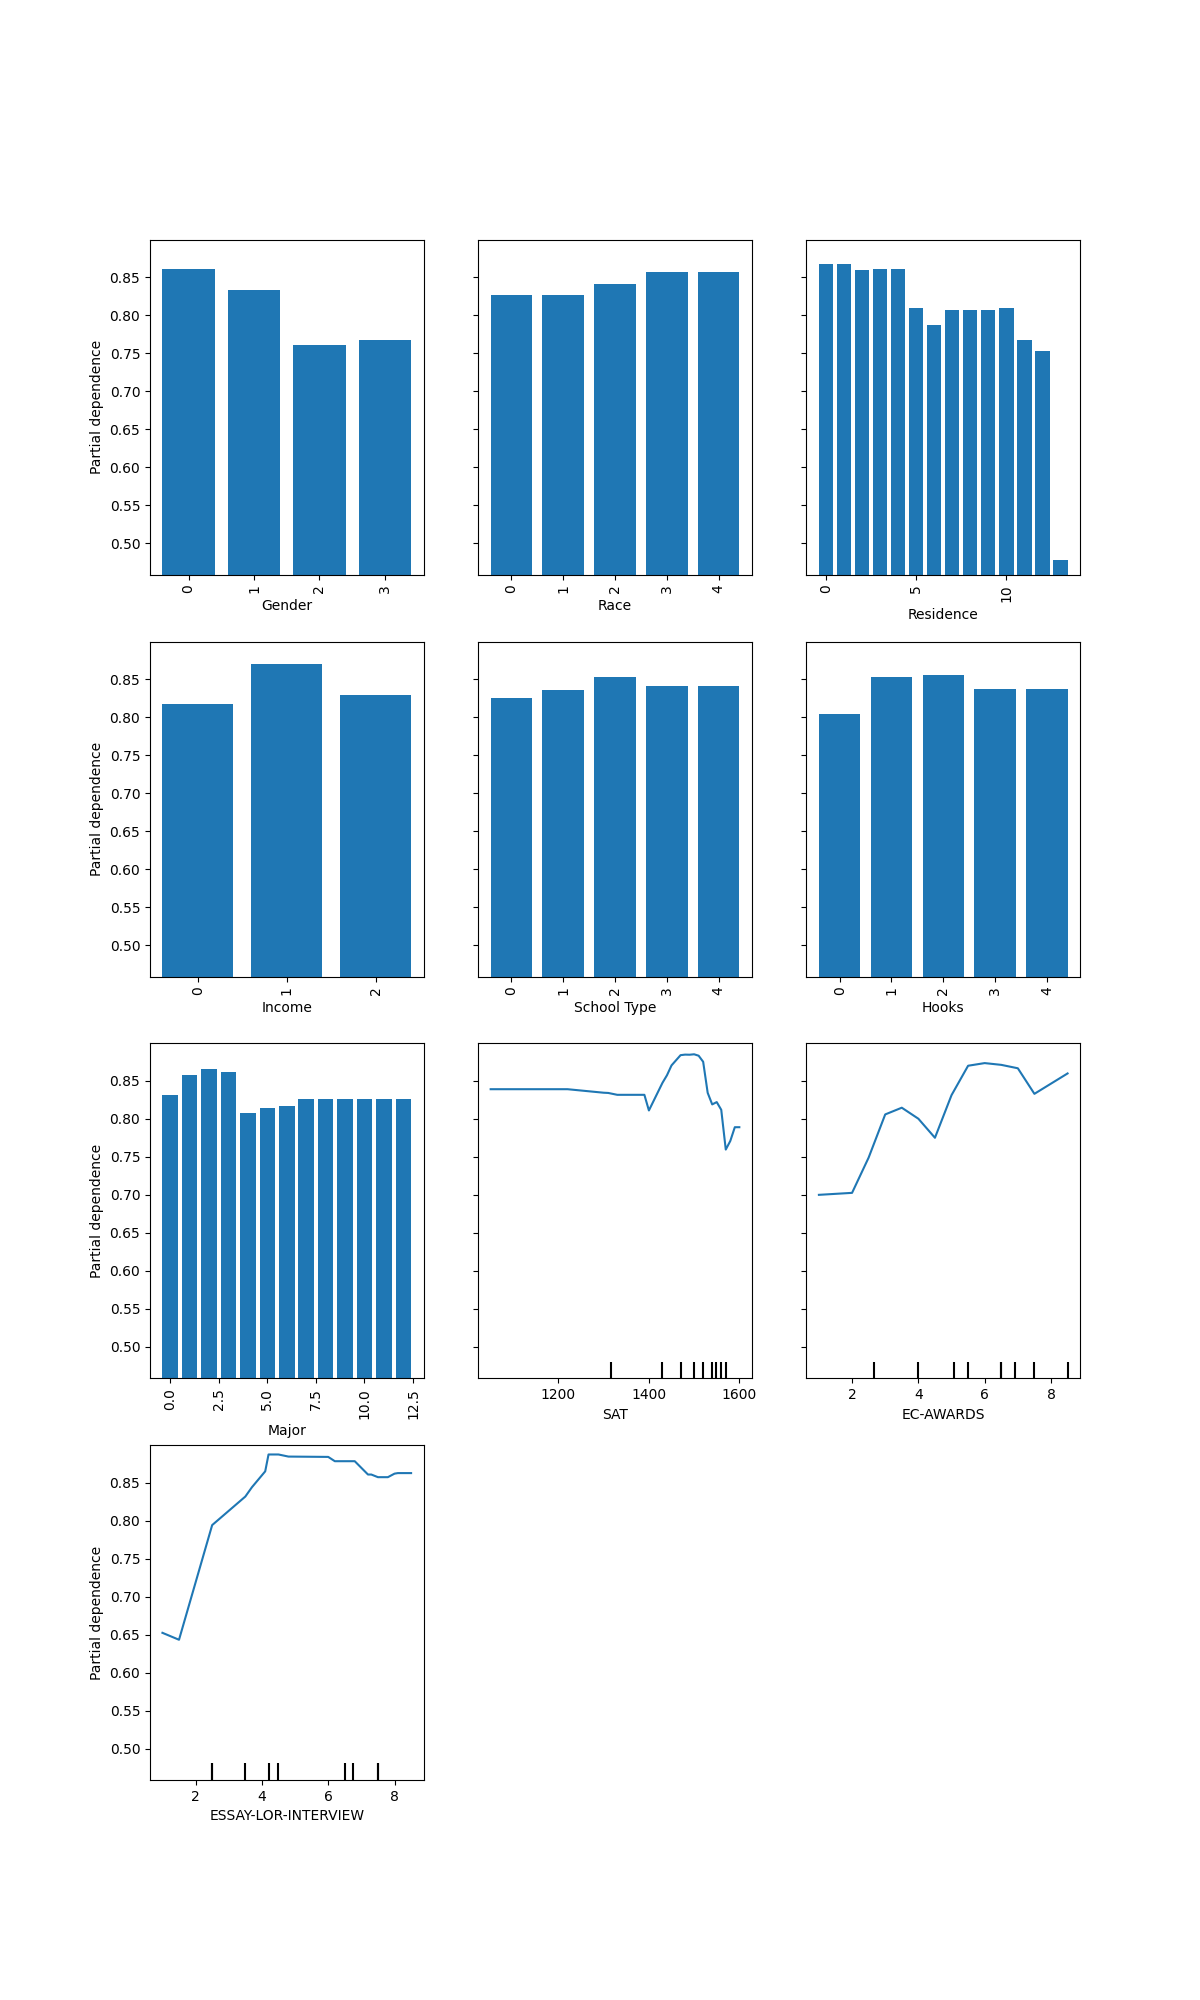 0.85
0.80
0.75
0.70
0.65
0.60
0.55
0.50
Partial dependence
0 1 2 3
Gender
0 1 2 3 4
Race
0 5 10
Residence
0.85
0.80
0.75
0.70
0.65
0.60
0.55
0.50
Partial dependence
0 1 2
Income
0 1 2 3 4
School Type
0 1 2 3 4
Hooks
0.85
0.80
0.75
0.70
0.65
0.60
0.55
0.50
Partial dependence
0.0 2.5 5.0 7.5 10.0 12.5
Major
1200 1400 1600
SAT
2 4 6 8
EC-AWARDS
0.85
0.80
0.75
0.70
0.65
0.60
0.55
0.50
Partial dependence
2 4 6 8
ESSAY-LOR-INTERVIEW